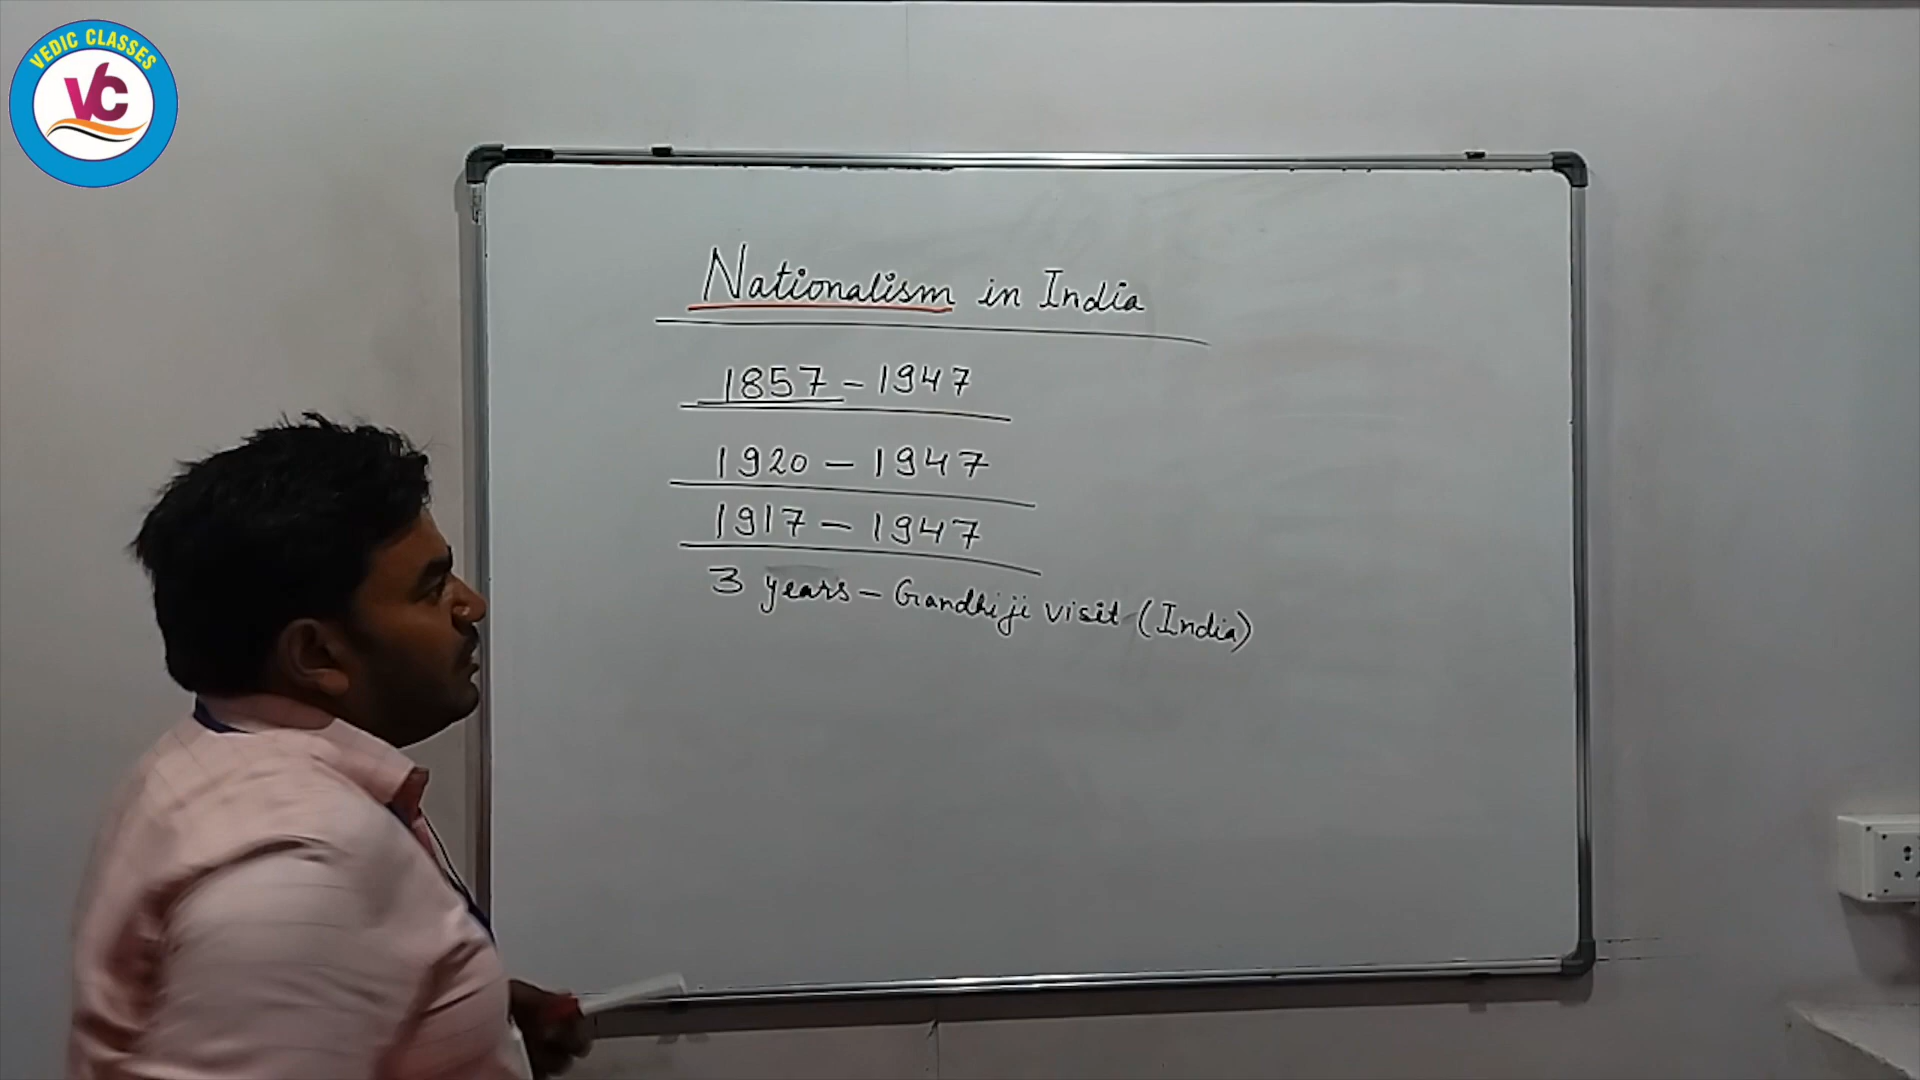 VEDIC CLASSES
VC
Nationalism in India
1857 - 1947
1920 - 1947
1917 - 1947
3 years - Gandhiji visit (India)